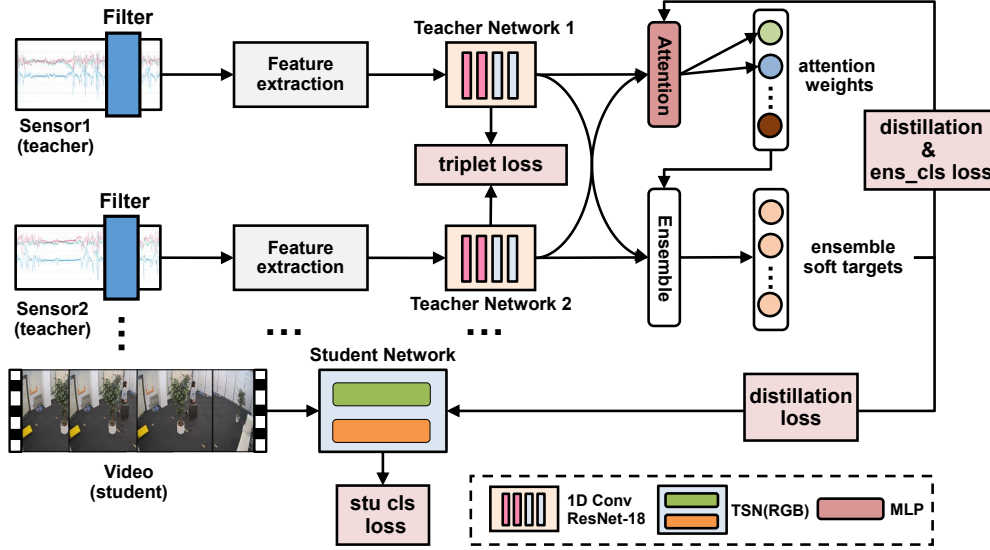 Filter
Sensor1
(teacher)
Feature
extraction
Teacher Network 1
triplet loss
Attention
attention
weights
distillation
&
ens_cls loss
Filter
Sensor2
(teacher)
Feature
extraction
Teacher Network 2
Ensemble
ensemble
soft targets
Student Network
Video
(student)
stu cls
loss
distillation
loss
1D Conv
ResNet-18
TSN(RGB)
MLP